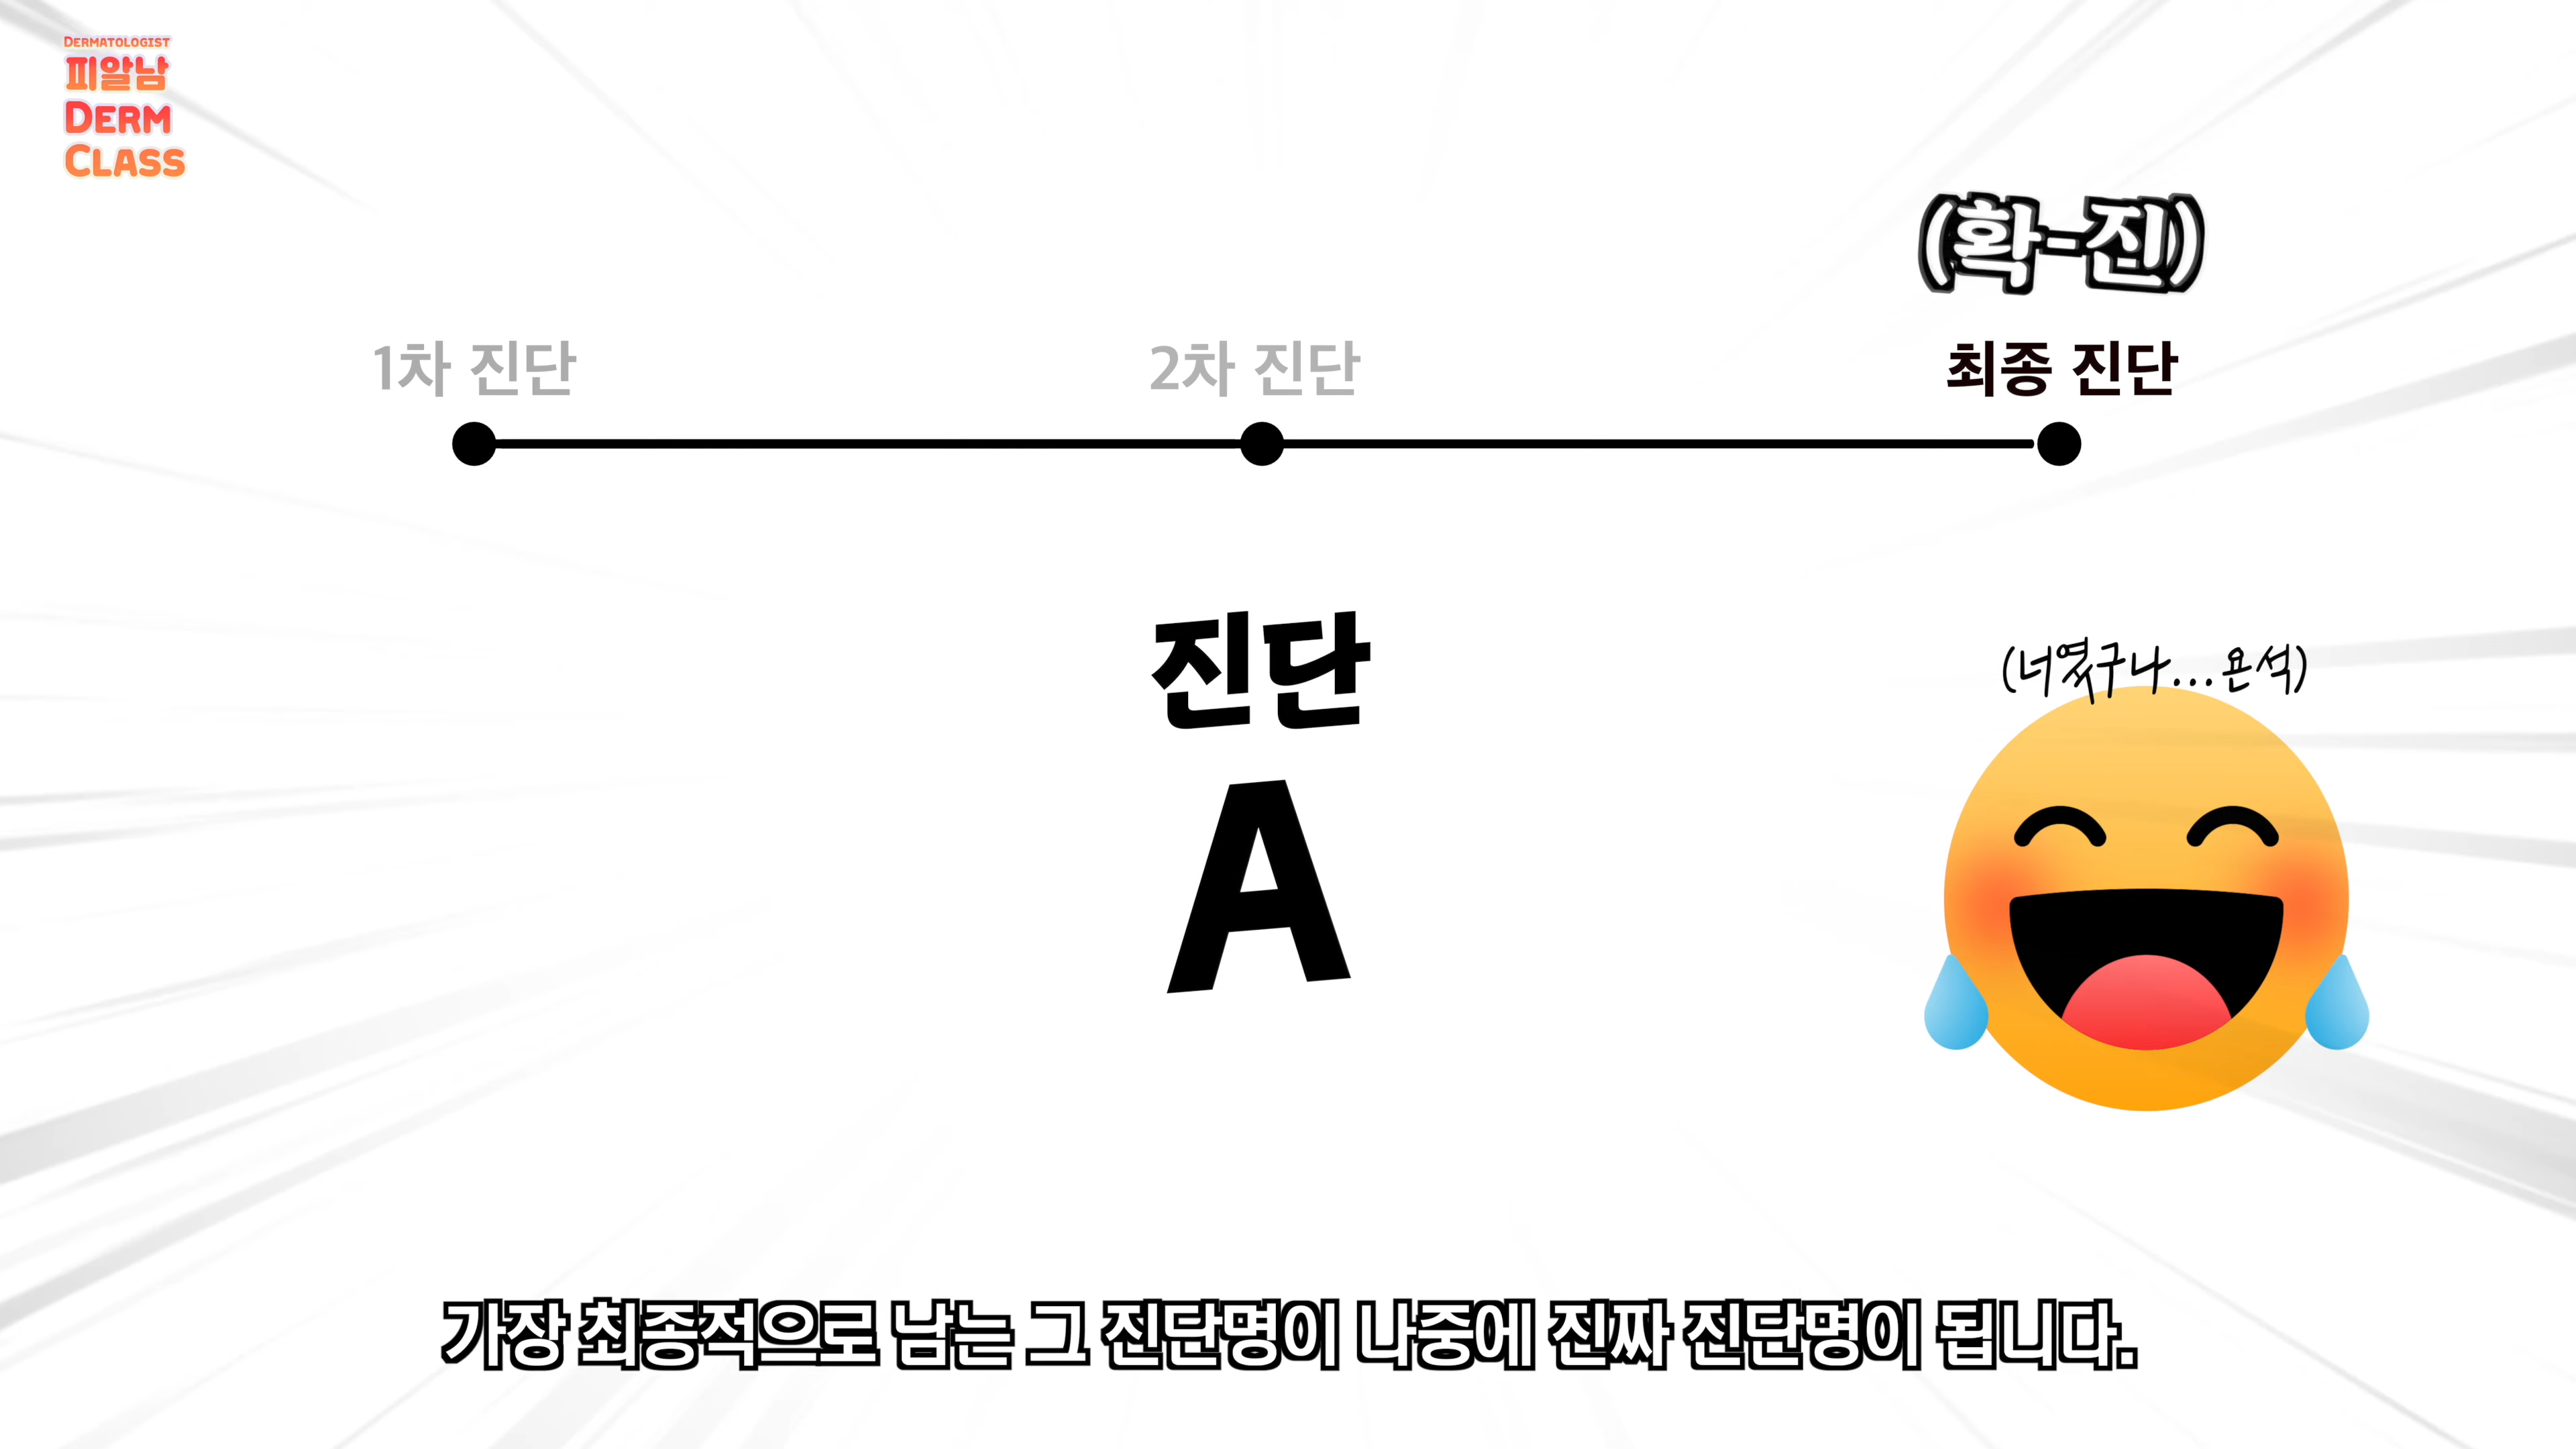 DERMATOLOGIST
피알남
DERM
CLASS
(확-진)
1차 진단
2차 진단
최종 진단
진단
A
(너였구나...욘석)
가장 최종적으로 남는 그 진단명이 나중에 진짜 진단명이 됩니다.